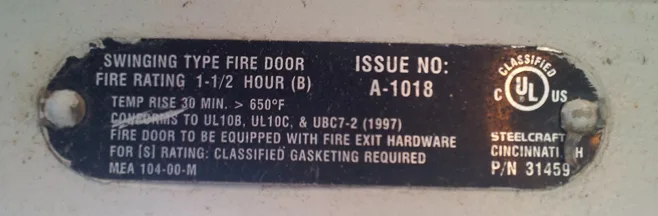 SWINGING TYPE FIRE DOOR
FIRE RATING 1-1/2 HOUR (B)
TEMP RISE 30 MIN. > 650°F
CONFORMS TO UL10B, UL10C, & UBC7-2 (1997)
FIRE DOOR TO BE EQUIPPED WITH FIRE EXIT HARDWARE
FOR [S] RATING: CLASSIFIED GASKETING REQUIRED
MEA 104-00-M
ISSUE NO:
A-1018
CLASSIFIED
C UL US
STEELCRAFT
CINCINNATI H
P/N 31459